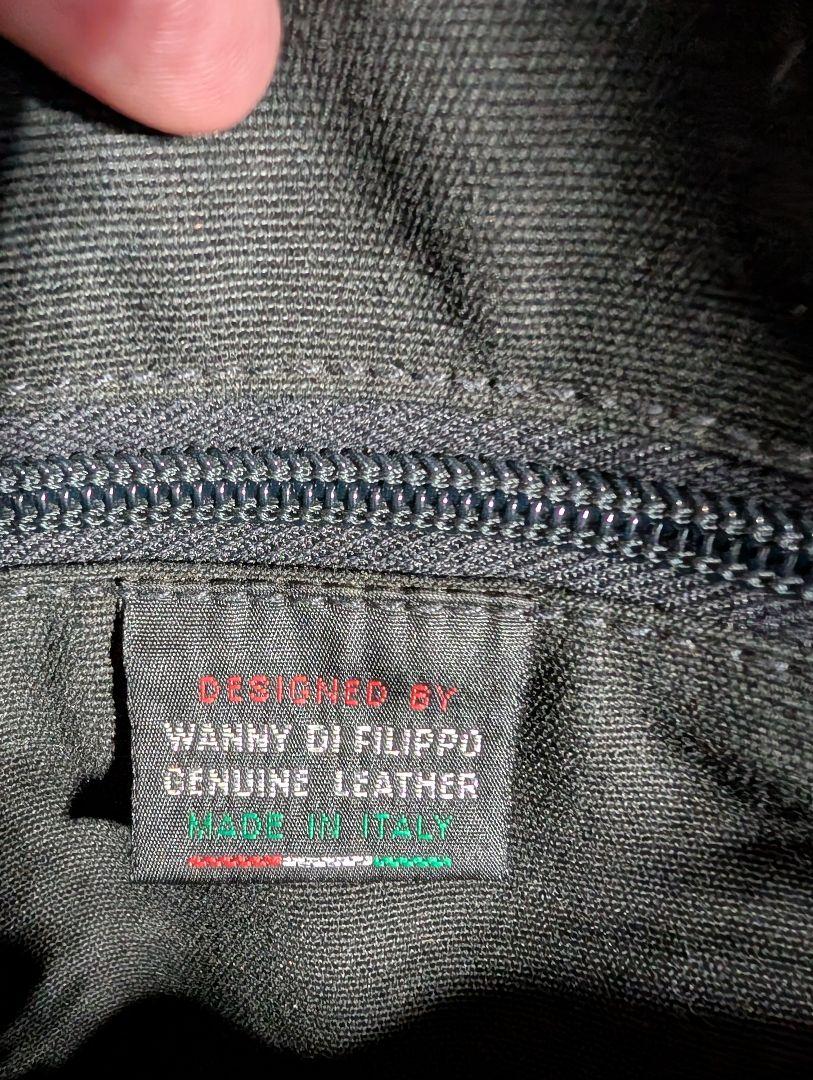 DESIGNED BY
WANNY DI FILIPPO
GENUINE LEATHER
MADE IN ITALY